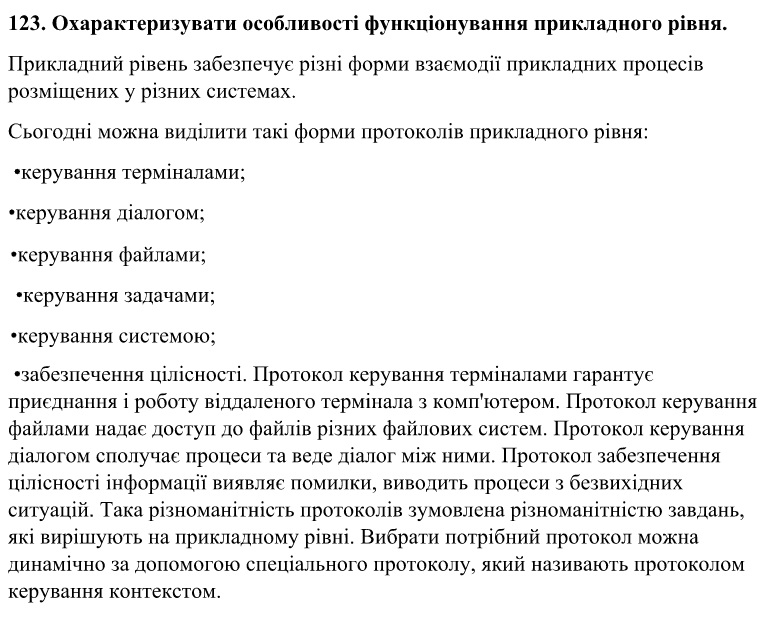 123. Охарактеризувати особливості функціонування прикладного рівня.
Прикладний рівень забезпечує різні форми взаємодії прикладних процесів
розміщених у різних системах.
Сьогодні можна виділити такі форми протоколів прикладного рівня:
•керування терміналами;
•керування діалогом;
•керування файлами;
•керування задачами;
•керування системою;
•забезпечення цілісності. Протокол керування терміналами гарантує
приєднання і роботу віддаленого термінала з комп'ютером. Протокол керування
файлами надає доступ до файлів різних файлових систем. Протокол керування
діалогом сполучає процеси та веде діалог між ними. Протокол забезпечення
цілісності інформації виявляє помилки, виводить процеси з безвихідних
ситуацій. Така різноманітність протоколів зумовлена різноманітністю завдань,
які вирішують на прикладному рівні. Вибрати потрібний протокол можна
динамічно за допомогою спеціального протоколу, який називають протоколом
керування контекстом.